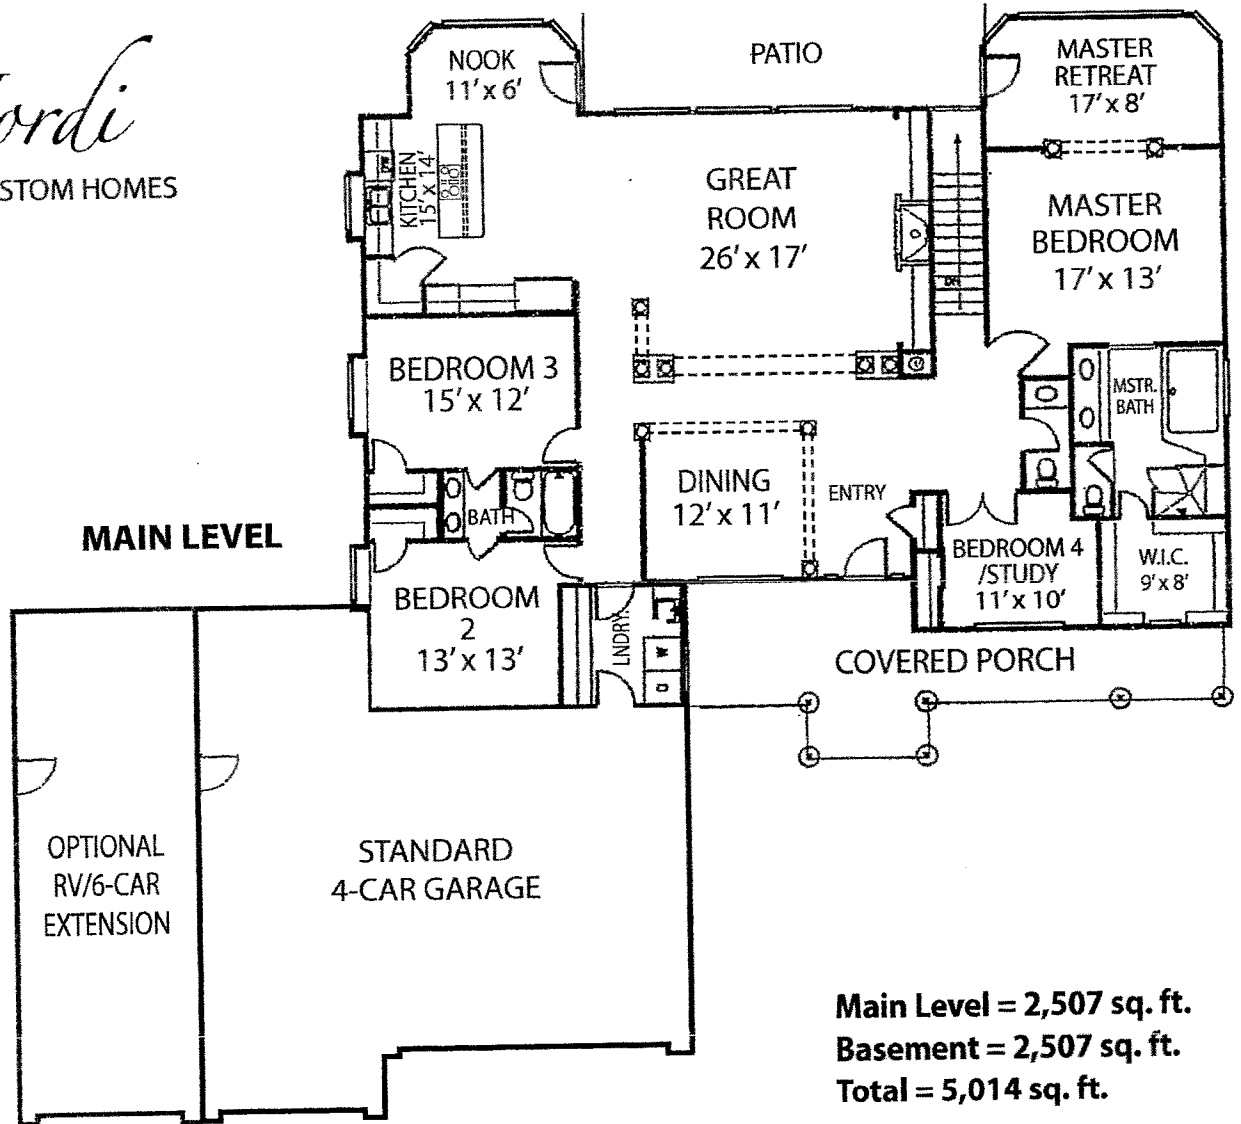 NOOK
11' x 6'
PATIO
MASTER
RETREAT
17' x 8'
STOM HOMES
KITCHEN
15' x 14'
DW
GREAT
ROOM
26' x 17'
MASTER
BEDROOM
17' x 13'
DN
BEDROOM 3
15' x 12'
MSTR.
BATH
DINING
12' x 11'
ENTRY
BATH
MAIN LEVEL
BEDROOM 4
/STUDY
11' x 10'
W.I.C.
9' x 8'
BEDROOM
2
13' x 13'
LNDRY.
W
D
COVERED PORCH
OPTIONAL
RV/6-CAR
EXTENSION
STANDARD
4-CAR GARAGE
Main Level = 2,507 sq. ft.
Basement = 2,507 sq. ft.
Total = 5,014 sq. ft.